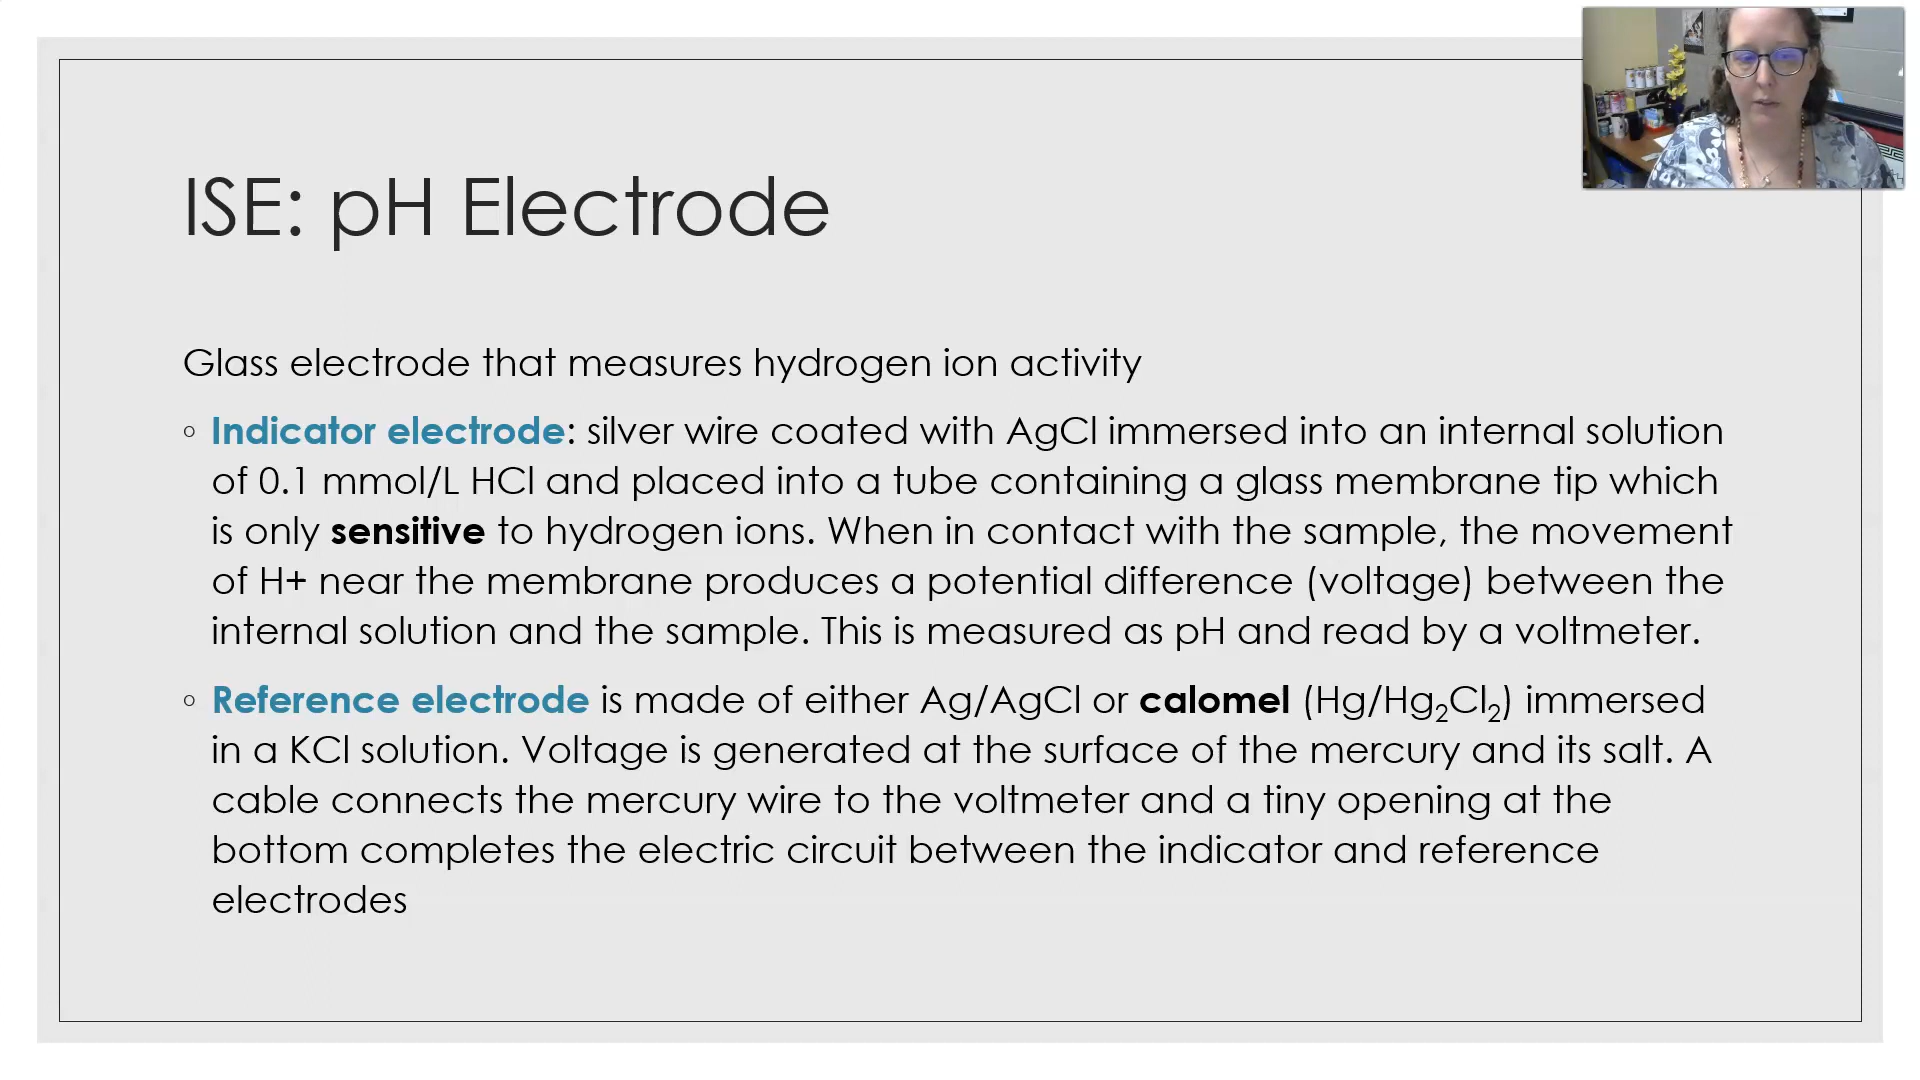 ISE: pH Electrode
Glass electrode that measures hydrogen ion activity
◦ Indicator electrode: silver wire coated with AgCl immersed into an internal solution
of 0.1 mmol/L HCl and placed into a tube containing a glass membrane tip which
is only sensitive to hydrogen ions. When in contact with the sample, the movement
of H+ near the membrane produces a potential difference (voltage) between the
internal solution and the sample. This is measured as pH and read by a voltmeter.
◦ Reference electrode is made of either Ag/AgCl or calomel (Hg/Hg₂Cl₂) immersed
in a KCl solution. Voltage is generated at the surface of the mercury and its salt. A
cable connects the mercury wire to the voltmeter and a tiny opening at the
bottom completes the electric circuit between the indicator and reference
electrodes